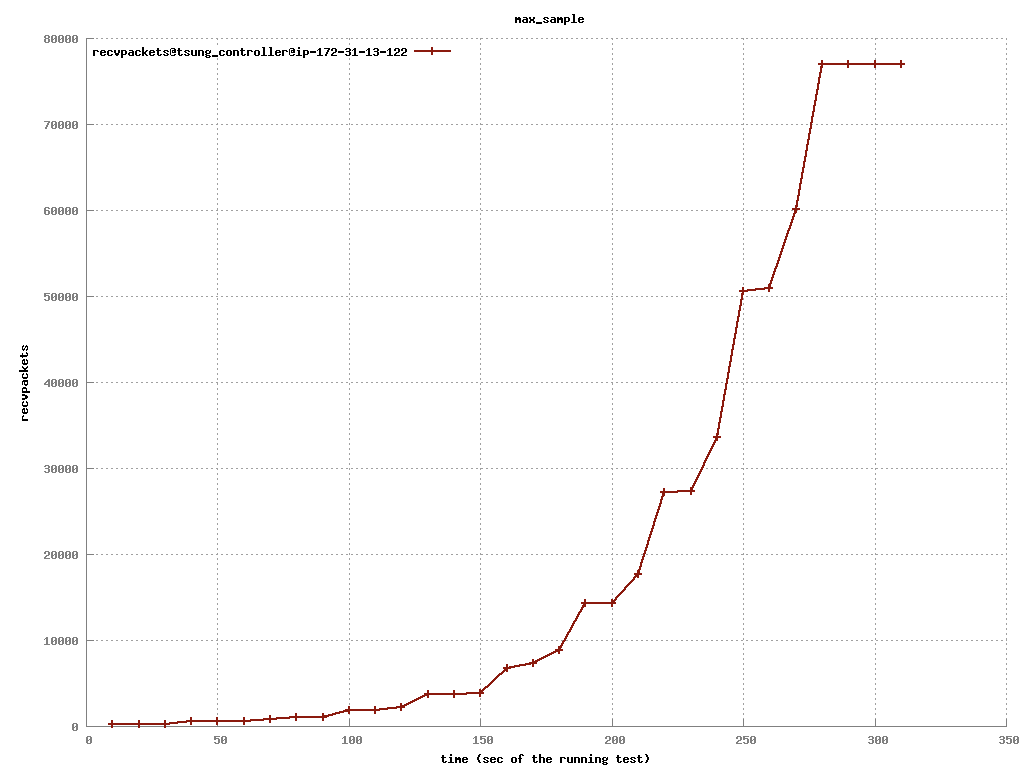 max_sample
80000
recvpackets@tsung_controller@ip-172-31-13-122
70000
60000
50000
recvpackets
40000
30000
20000
10000
0
0 50 100 150 200 250 300 350
time (sec of the running test)